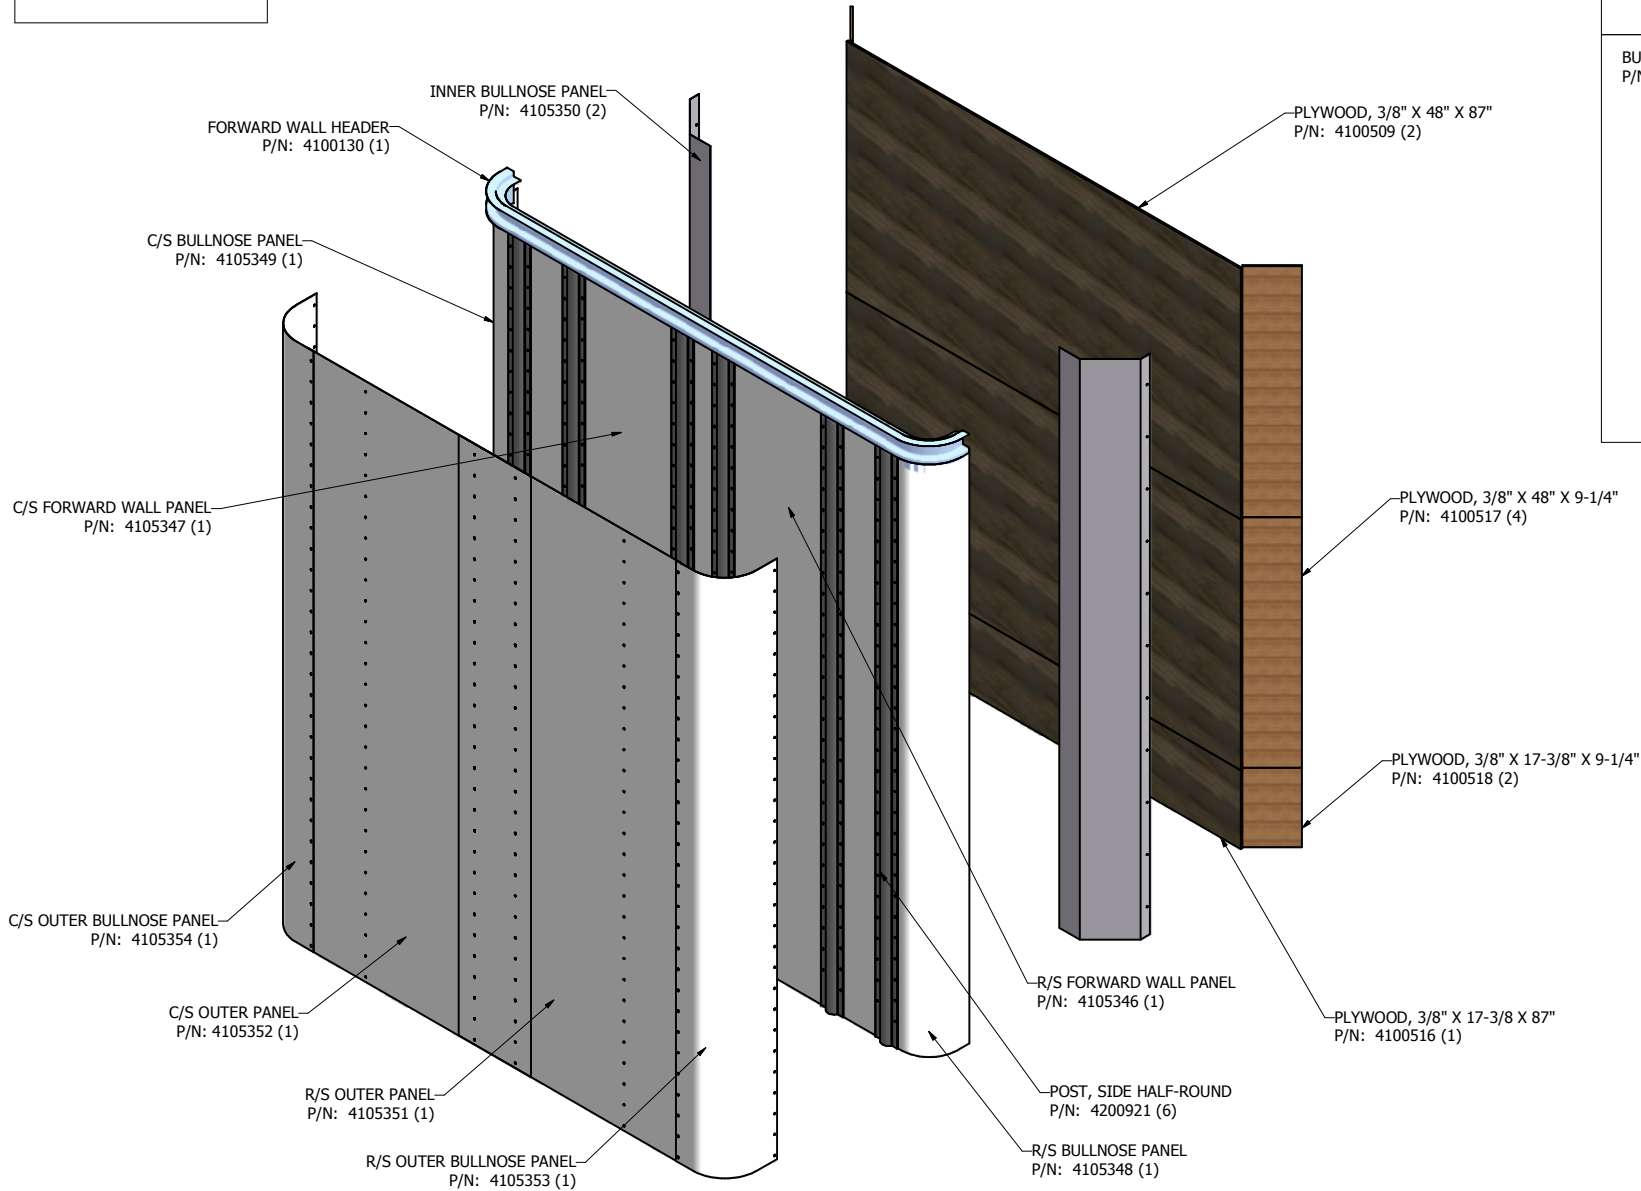 BU
P/N
INNER BULLNOSE PANEL
P/N: 4105350 (2)
PLYWOOD, 3/8" X 48" X 87"
P/N: 4100509 (2)
FORWARD WALL HEADER
P/N: 4100130 (1)
C/S BULLNOSE PANEL
P/N: 4105349 (1)
C/S FORWARD WALL PANEL
P/N: 4105347 (1)
PLYWOOD, 3/8" X 48" X 9-1/4"
P/N: 4100517 (4)
PLYWOOD, 3/8" X 17-3/8" X 9-1/4"
P/N: 4100518 (2)
C/S OUTER BULLNOSE PANEL
P/N: 4105354 (1)
R/S FORWARD WALL PANEL
P/N: 4105346 (1)
C/S OUTER PANEL
P/N: 4105352 (1)
PLYWOOD, 3/8" X 17-3/8 X 87"
P/N: 4100516 (1)
R/S OUTER PANEL
P/N: 4105351 (1)
POST, SIDE HALF-ROUND
P/N: 4200921 (6)
R/S OUTER BULLNOSE PANEL
P/N: 4105353 (1)
R/S BULLNOSE PANEL
P/N: 4105348 (1)